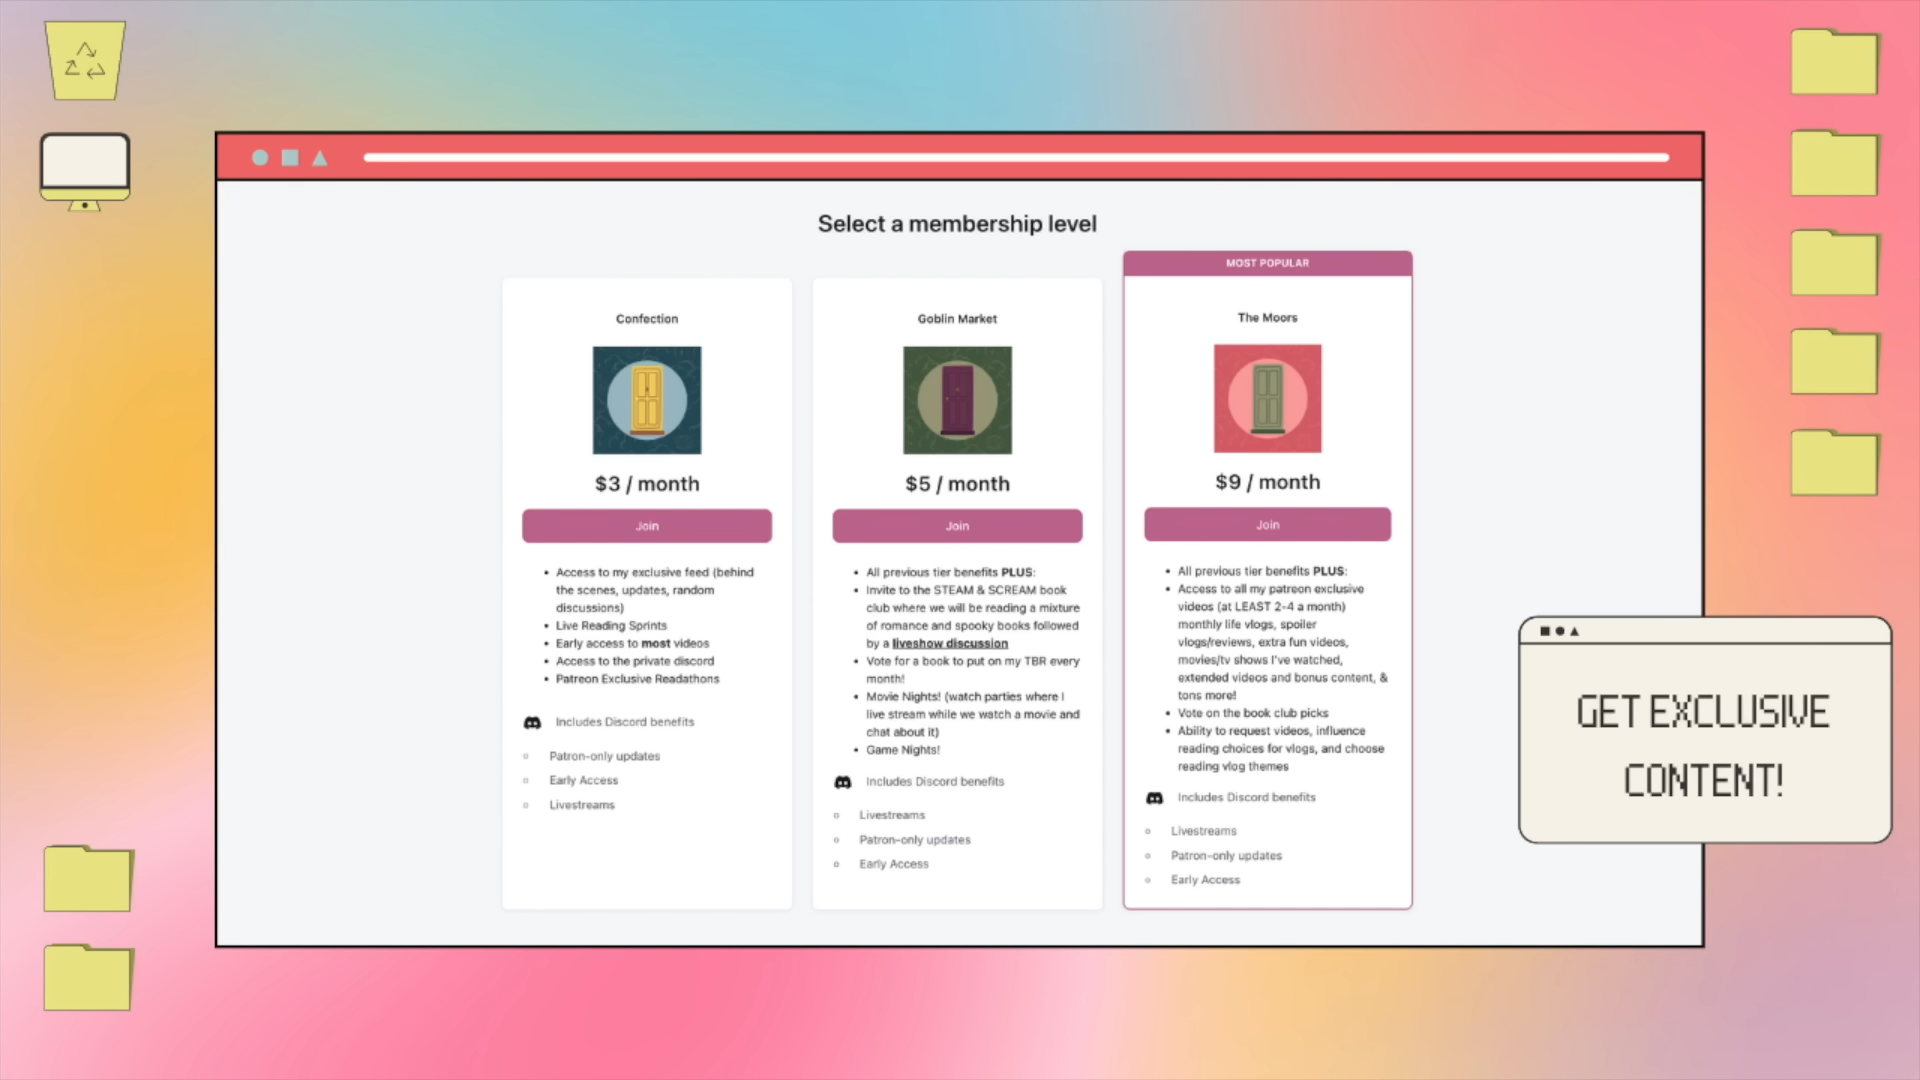 Select a membership level
Confection
$3 / month
Join
• Access to my exclusive feed (behind
the scenes, updates, random
discussions)
• Live Reading Sprints
• Early access to most videos
• Access to the private discord
• Patreon Exclusive Readathons
Includes Discord benefits
Patron-only updates
Early Access
Livestreams
Goblin Market
$5 / month
Join
• All previous tier benefits PLUS:
• Invite to the STEAM & SCREAM book
club where we will be reading a mixture
of romance and spooky books followed
by a liveshow discussion
• Vote for a book to put on my TBR every
month!
• Movie Nights! (watch parties where I
live stream while we watch a movie and
chat about it)
• Game Nights!
Includes Discord benefits
Livestreams
Patron-only updates
Early Access
MOST POPULAR
The Moors
$9 / month
Join
• All previous tier benefits PLUS:
• Access to all my patreon exclusive
videos (at LEAST 2-4 a month)
monthly life vlogs, spoiler
vlogs/reviews, extra fun videos,
movies/tv shows I've watched,
extended videos and bonus content, &
tons more!
• Vote on the book club picks
• Ability to request videos, influence
reading choices for vlogs, and choose
reading vlog themes
Includes Discord benefits
Livestreams
Patron-only updates
Early Access
GET EXCLUSIVE
CONTENT!